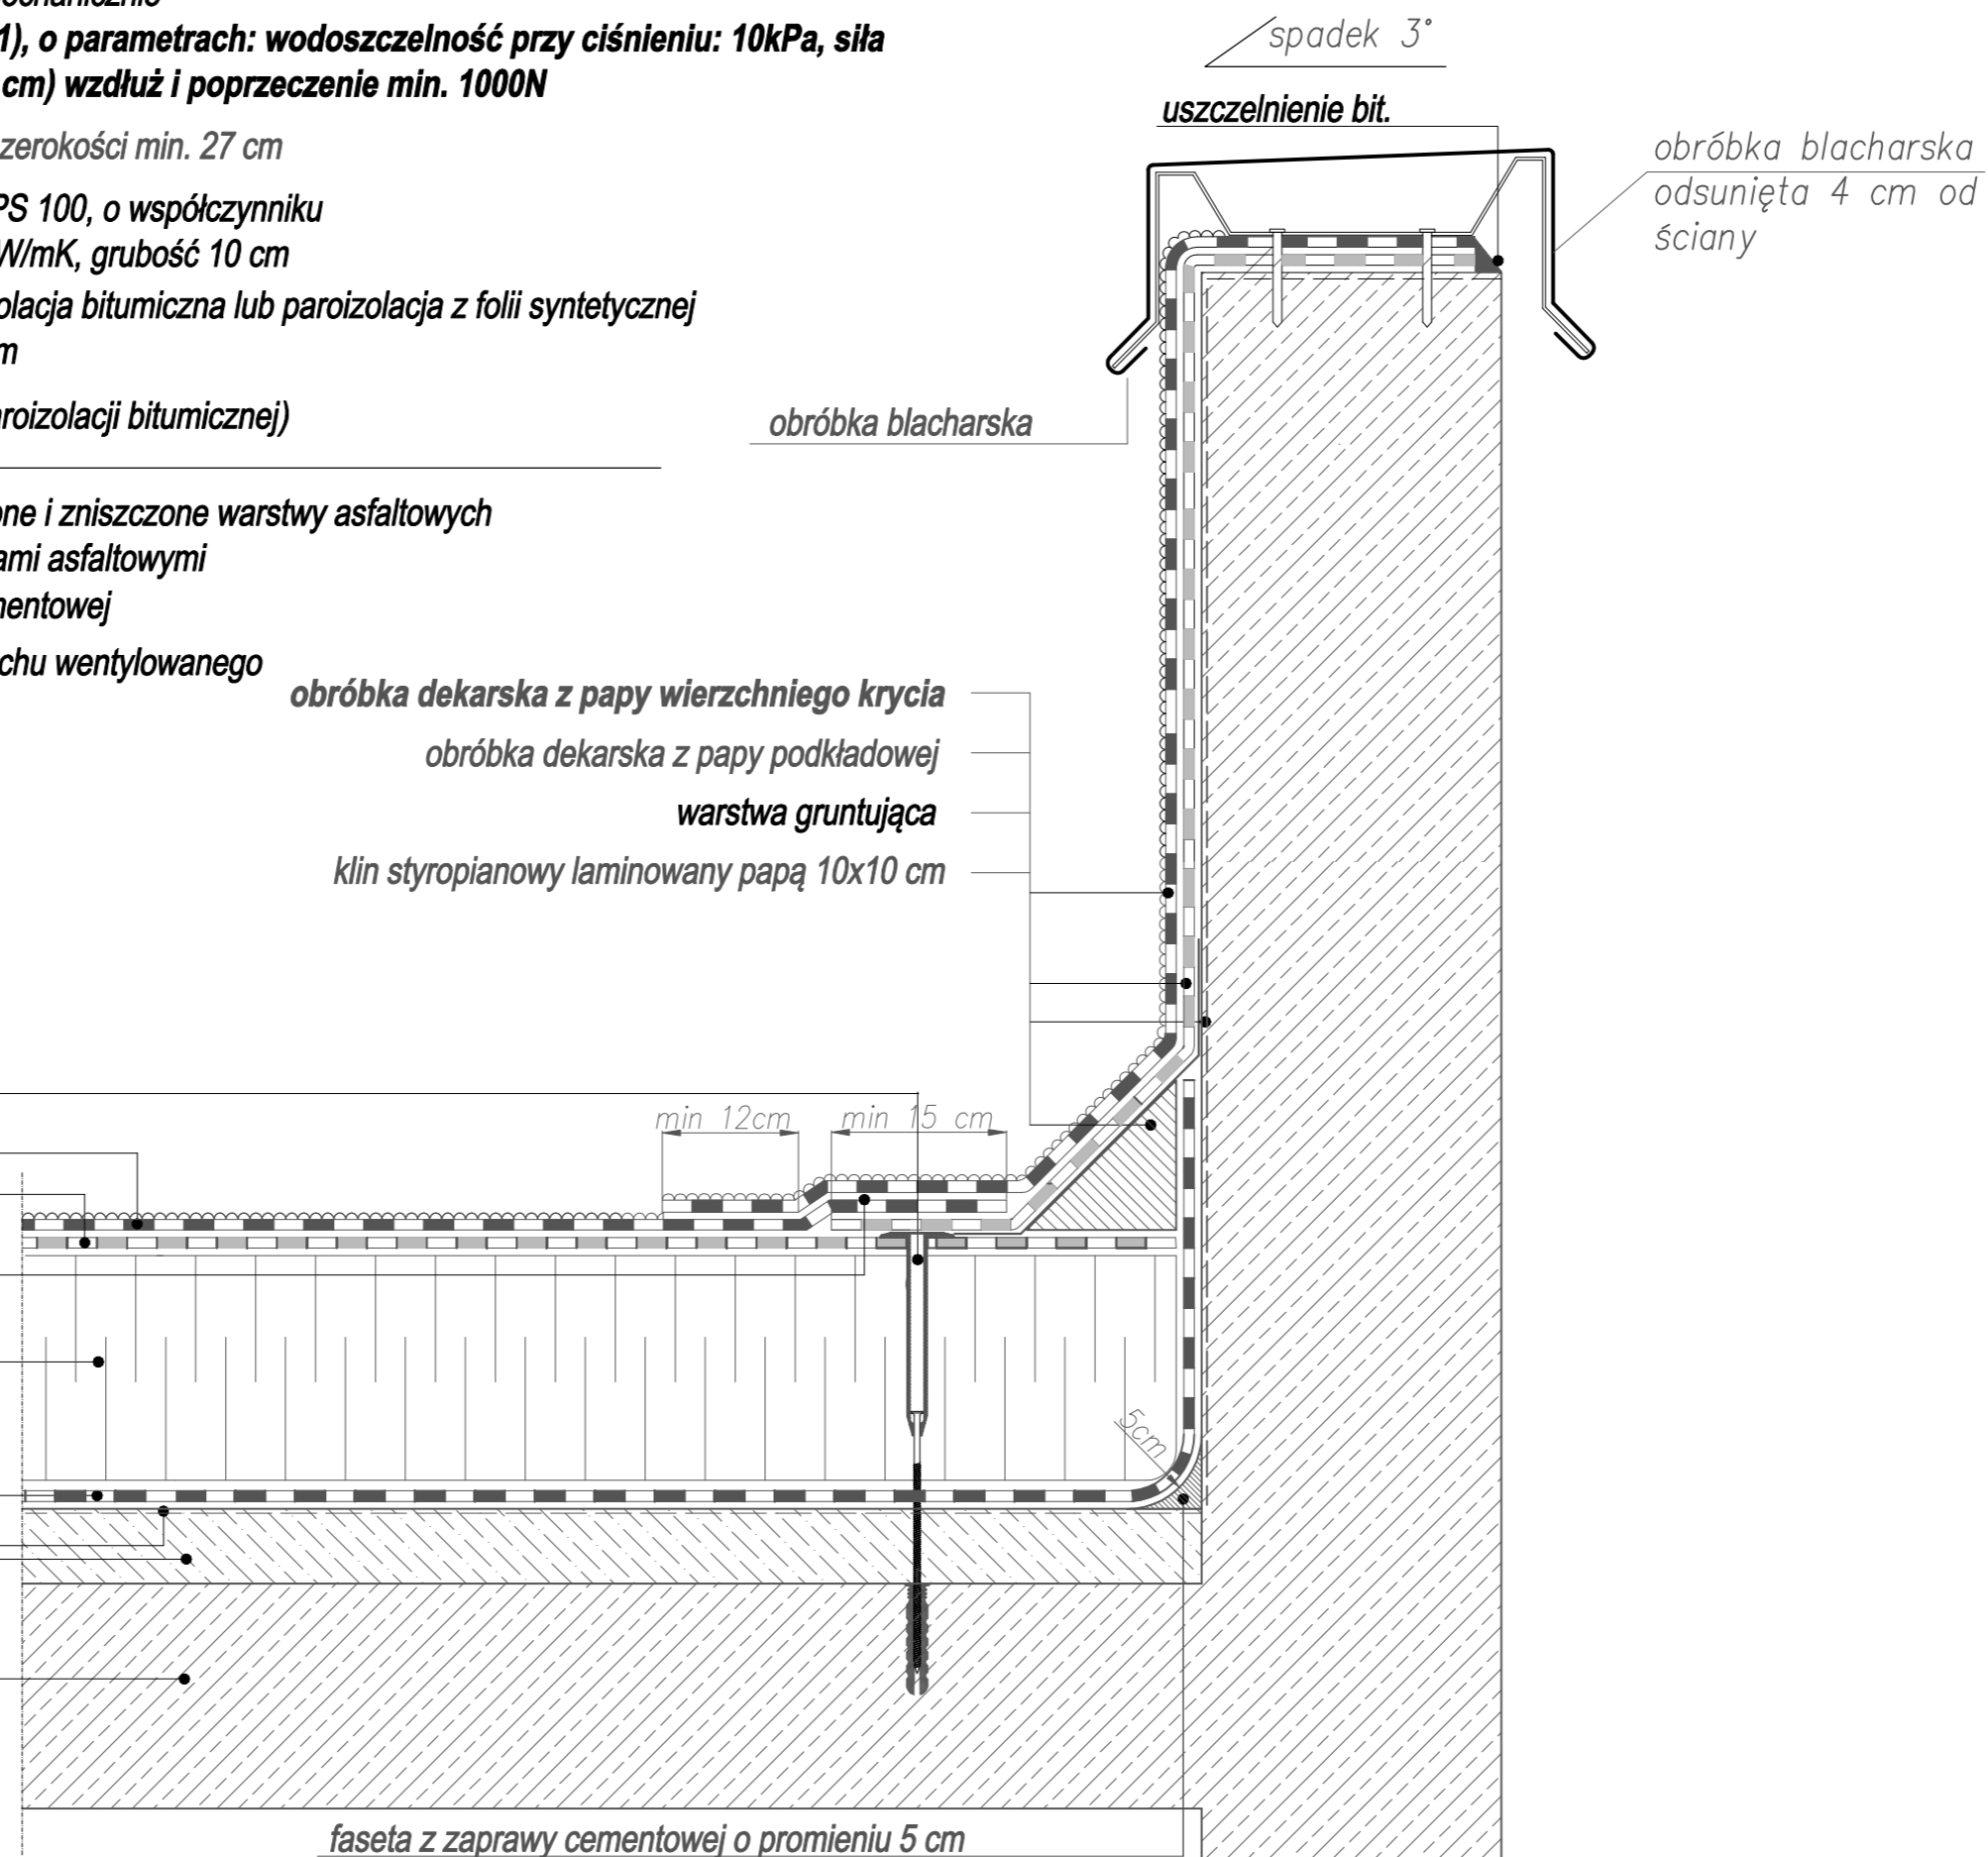 1), o parametrach: wodoszczelność przy ciśnieniu: 10kPa, siła
cm) wzdłuż i poprzeczenie min. 1000N
zerokości min. 27 cm
PS 100, o współczynniku
W/mK, grubość 10 cm
olacja bitumiczna lub paroizolacja z folii syntetycznej
m
aroizolacji bitumicznej)
one i zniszczone warstwy asfaltowych
ami asfaltowymi
mentowej
chu wentylowanego
spadek 3°
uszczelnienie bit.
obróbka blacharska
odsunięta 4 cm od
ściany
obróbka blacharska
obróbka dekarska z papy wierzchniego krycia
obróbka dekarska z papy podkładowej
warstwa gruntująca
klin styropianowy laminowany papą 10x10 cm
min 12cm
min 15 cm
5cm
faseta z zaprawy cementowej o promieniu 5 cm